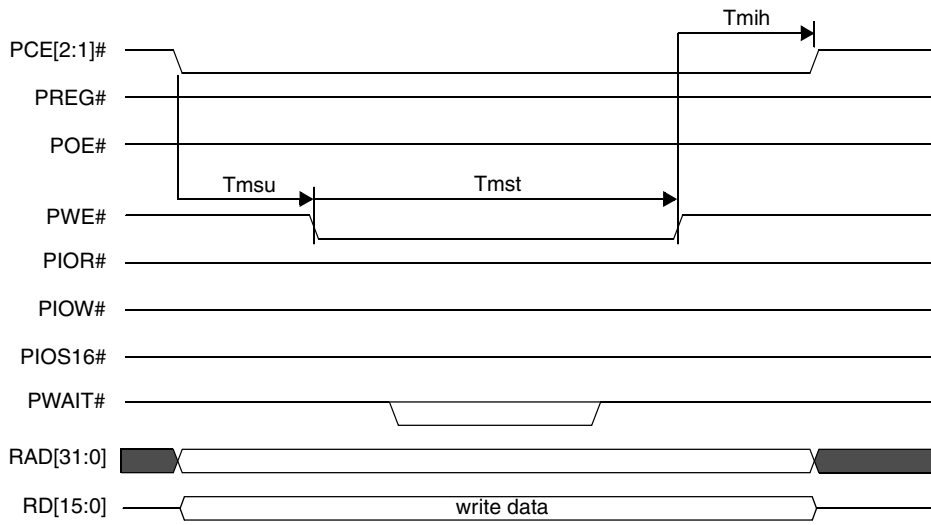 Tmih
PCE[2:1]#
PREG#
POE#
Tmsu
Tmst
PWE#
PIOR#
PIOW#
PIOS16#
PWAIT#
RAD[31:0]
RD[15:0]
write data